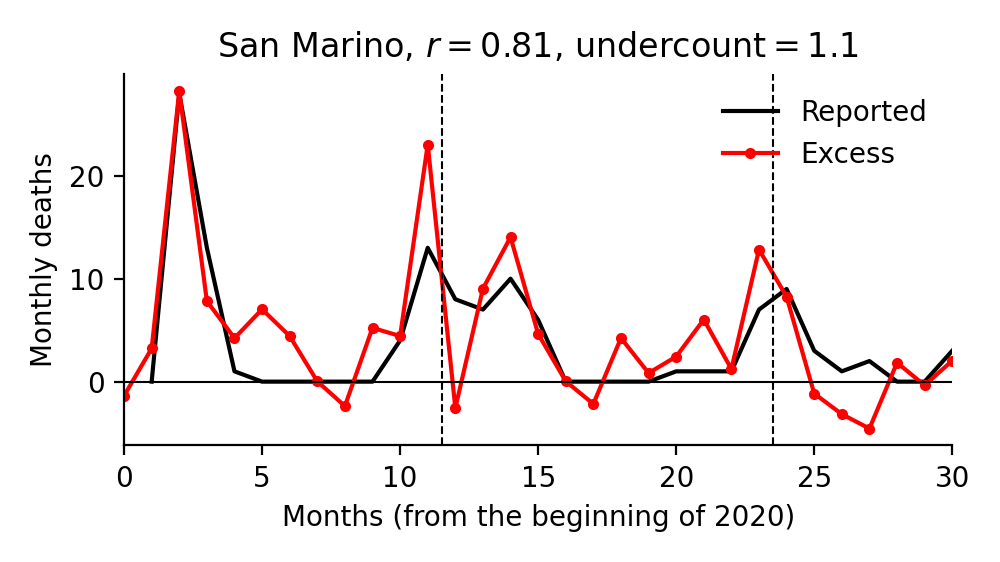 San Marino, r = 0.81, undercount = 1.1
Reported
Excess
Monthly deaths
20
10
0
0 5 10 15 20 25 30
Months (from the beginning of 2020)